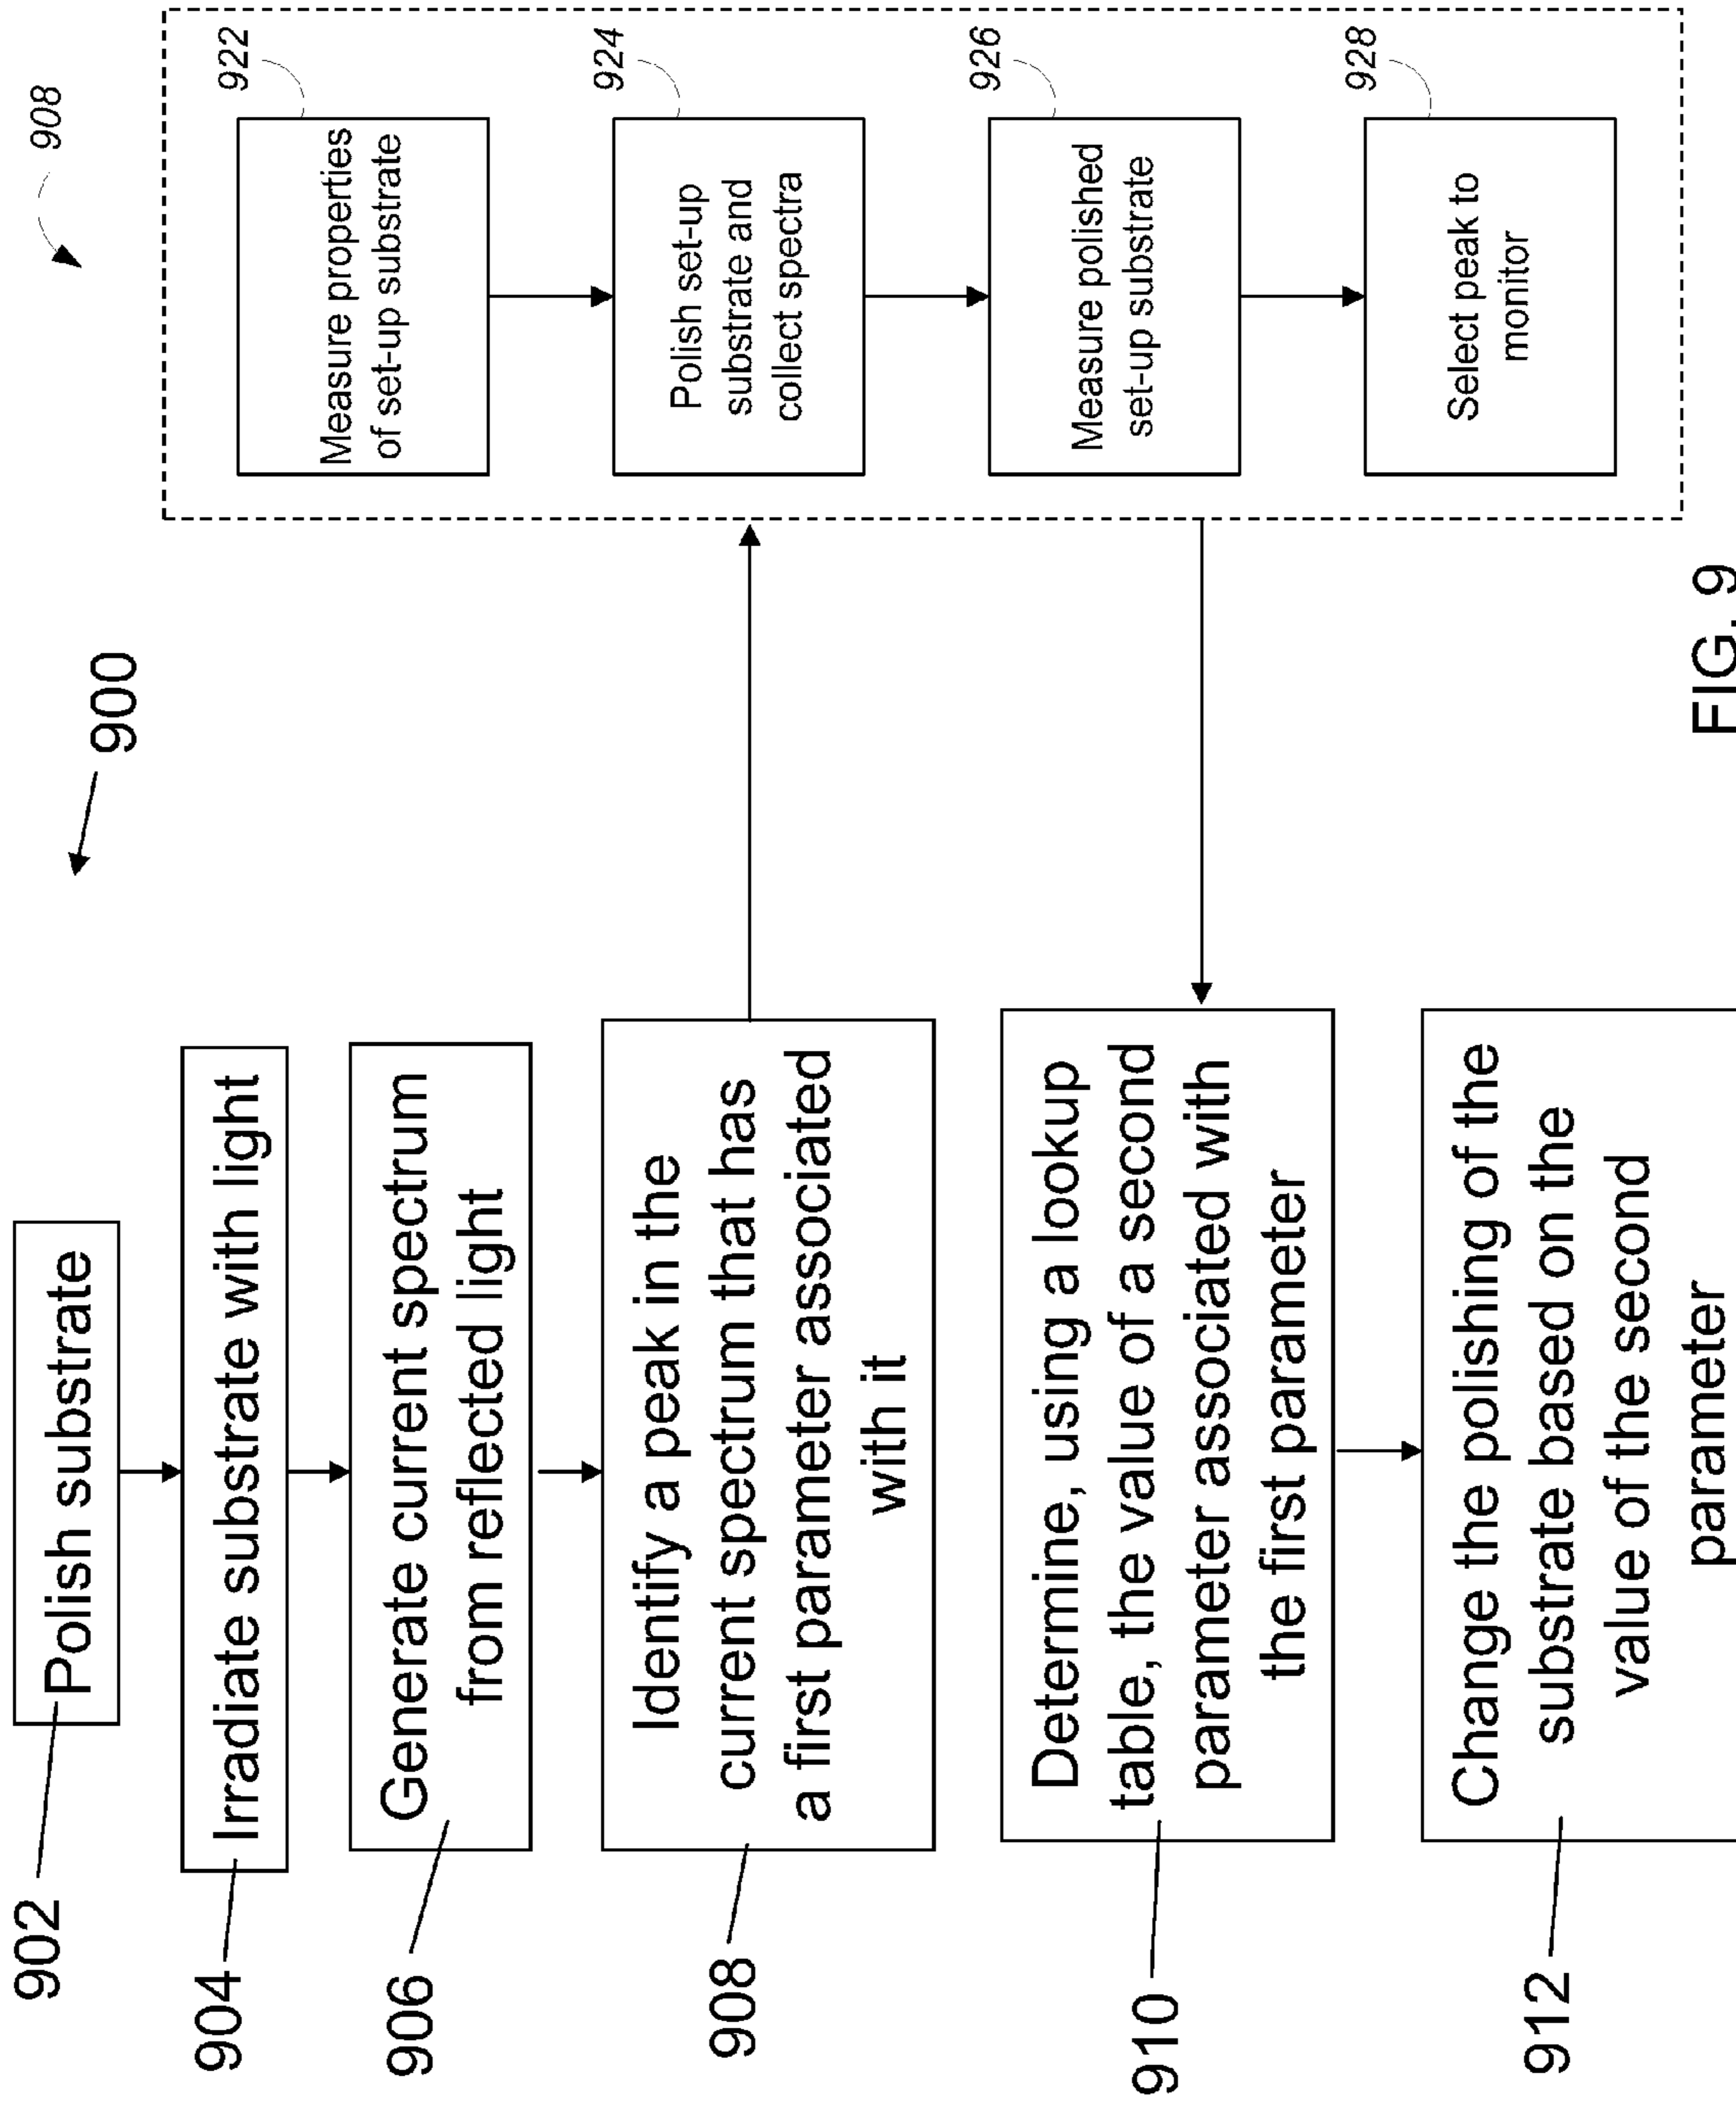 900
902
Polish substrate
904
Irradiate substrate with light
906
Generate current spectrum
from reflected light
908
Identify a peak in the
current spectrum that has
a first parameter associated
with it
910
Determine, using a lookup
table, the value of a second
parameter associated with
the first parameter
912
Change the polishing of the
substrate based on the
value of the second
parameter
908
922
Measure properties
of set-up substrate
924
Polish set-up
substrate and
collect spectra
926
Measure polished
set-up substrate
928
Select peak to
monitor
FIG. 9